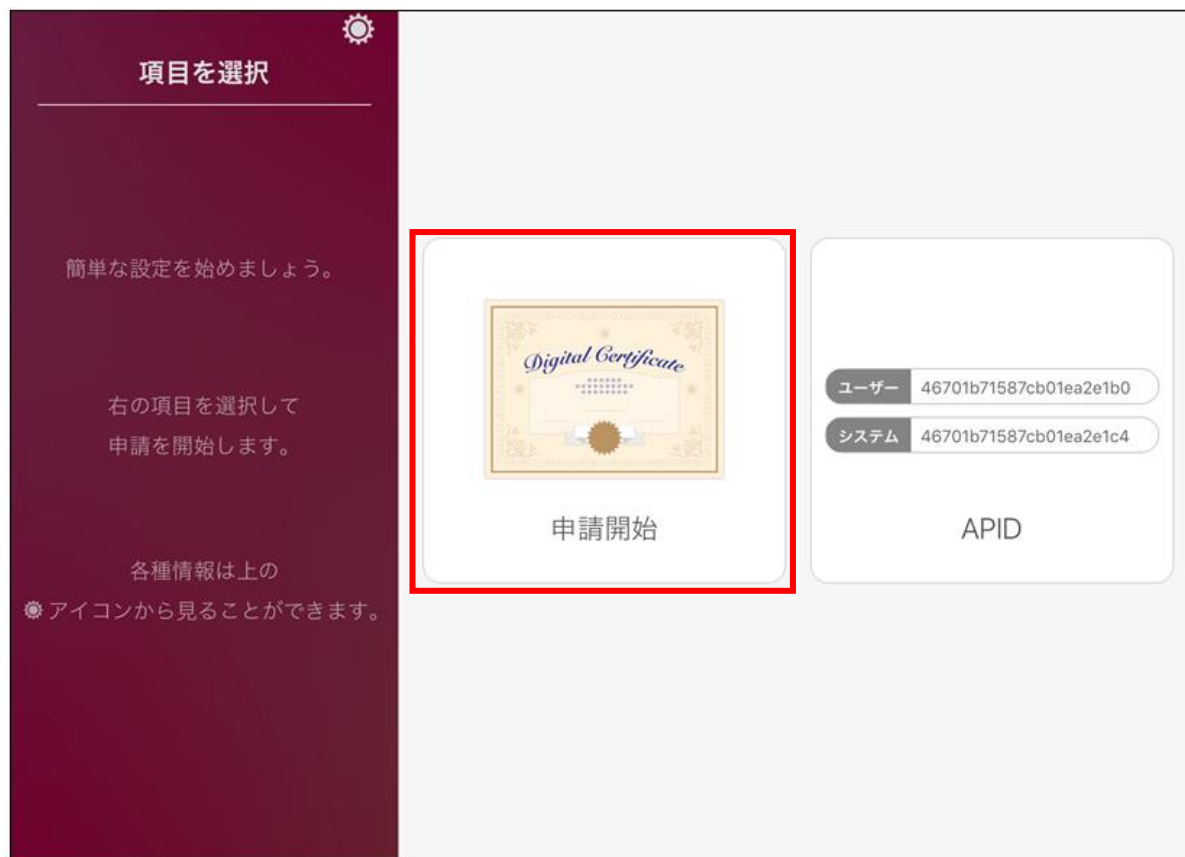 項目を選択
簡単な設定を始めましょう。
右の項目を選択して
申請を開始します。
各種情報は上の
アイコンから見ることができます。
Digital Certificate
申請開始
ユーザー 46701b71587cb01ea2e1b0
システム 46701b71587cb01ea2e1c4
APID